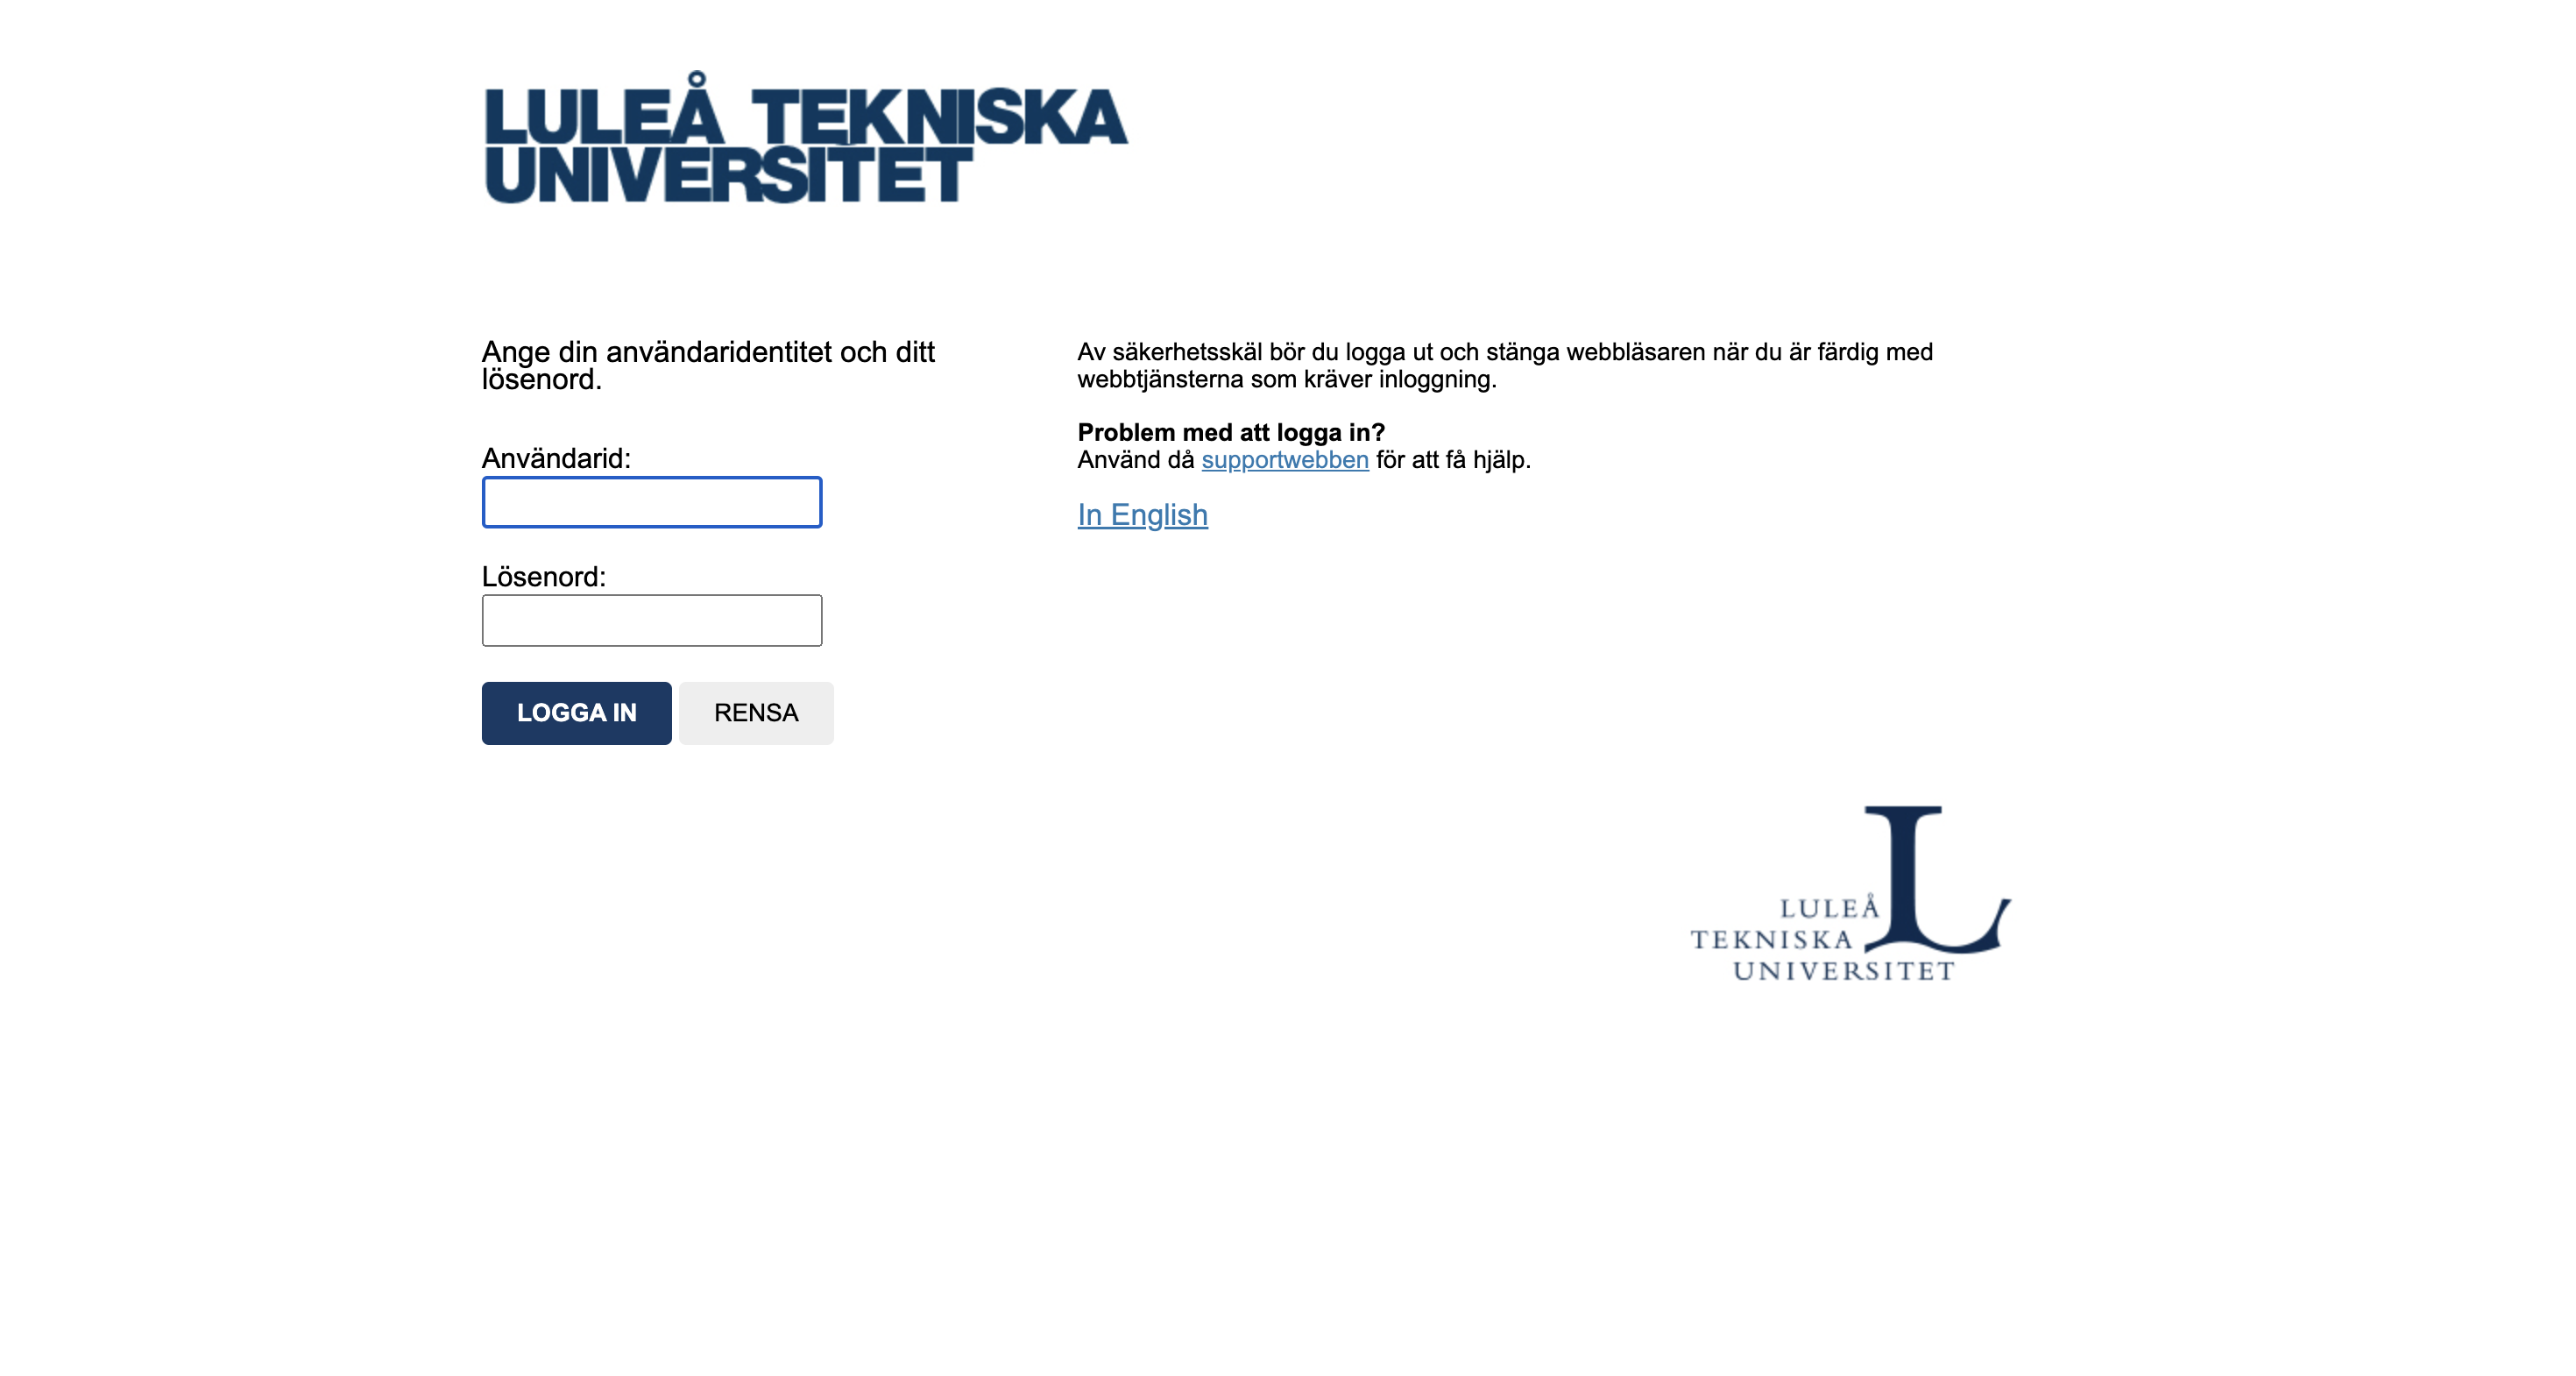 LULEÅ TEKNISKA
UNIVERSITET
Ange din användaridentitet och ditt
lösenord.
Användarid:
Lösenord:
LOGGA IN RENSA
Av säkerhetsskäl bör du logga ut och stänga webbläsaren när du är färdig med
webbtjänsterna som kräver inloggning.
Problem med att logga in?
Använd då supportwebben för att få hjälp.
In English
L
LULEÅ
TEKNISKA
UNIVERSITET